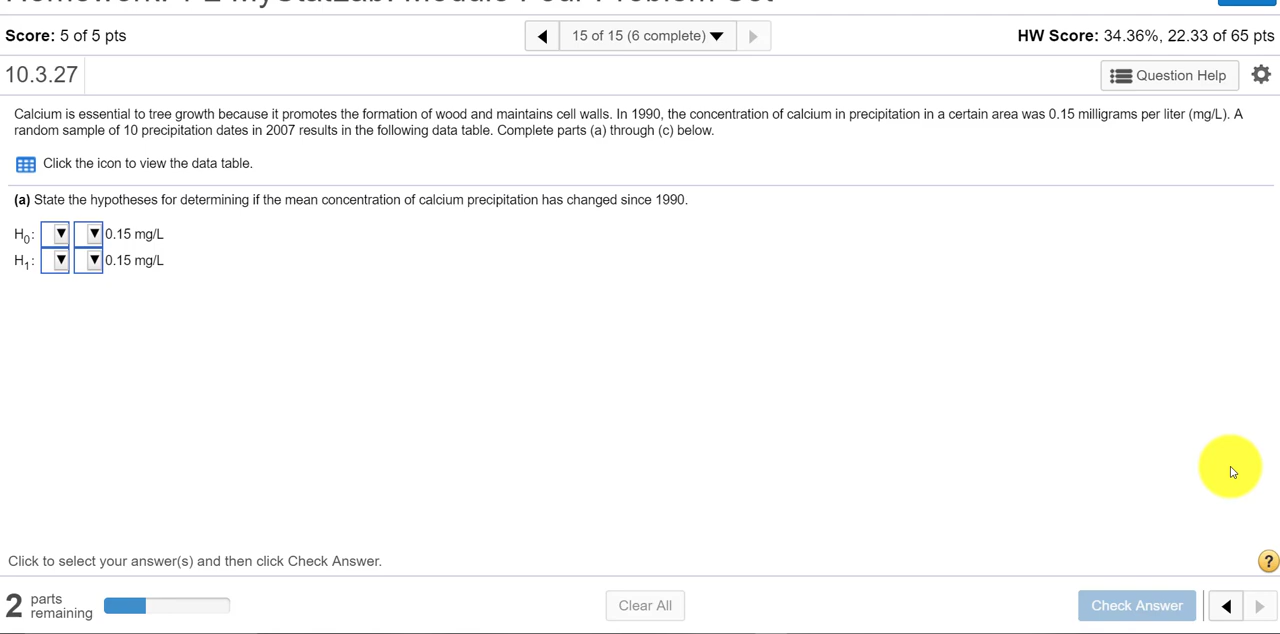 Score: 5 of 5 pts
15 of 15 (6 complete)
HW Score: 34.36%, 22.33 of 65 pts
10.3.27
Question Help
Calcium is essential to tree growth because it promotes the formation of wood and maintains cell walls. In 1990, the concentration of calcium in precipitation in a certain area was 0.15 milligrams per liter (mg/L). A
random sample of 10 precipitation dates in 2007 results in the following data table. Complete parts (a) through (c) below.
Click the icon to view the data table.
(a) State the hypotheses for determining if the mean concentration of calcium precipitation has changed since 1990.
H0: 0.15 mg/L
H1: 0.15 mg/L
Click to select your answer(s) and then click Check Answer.
?
2 parts
remaining
Clear All
Check Answer